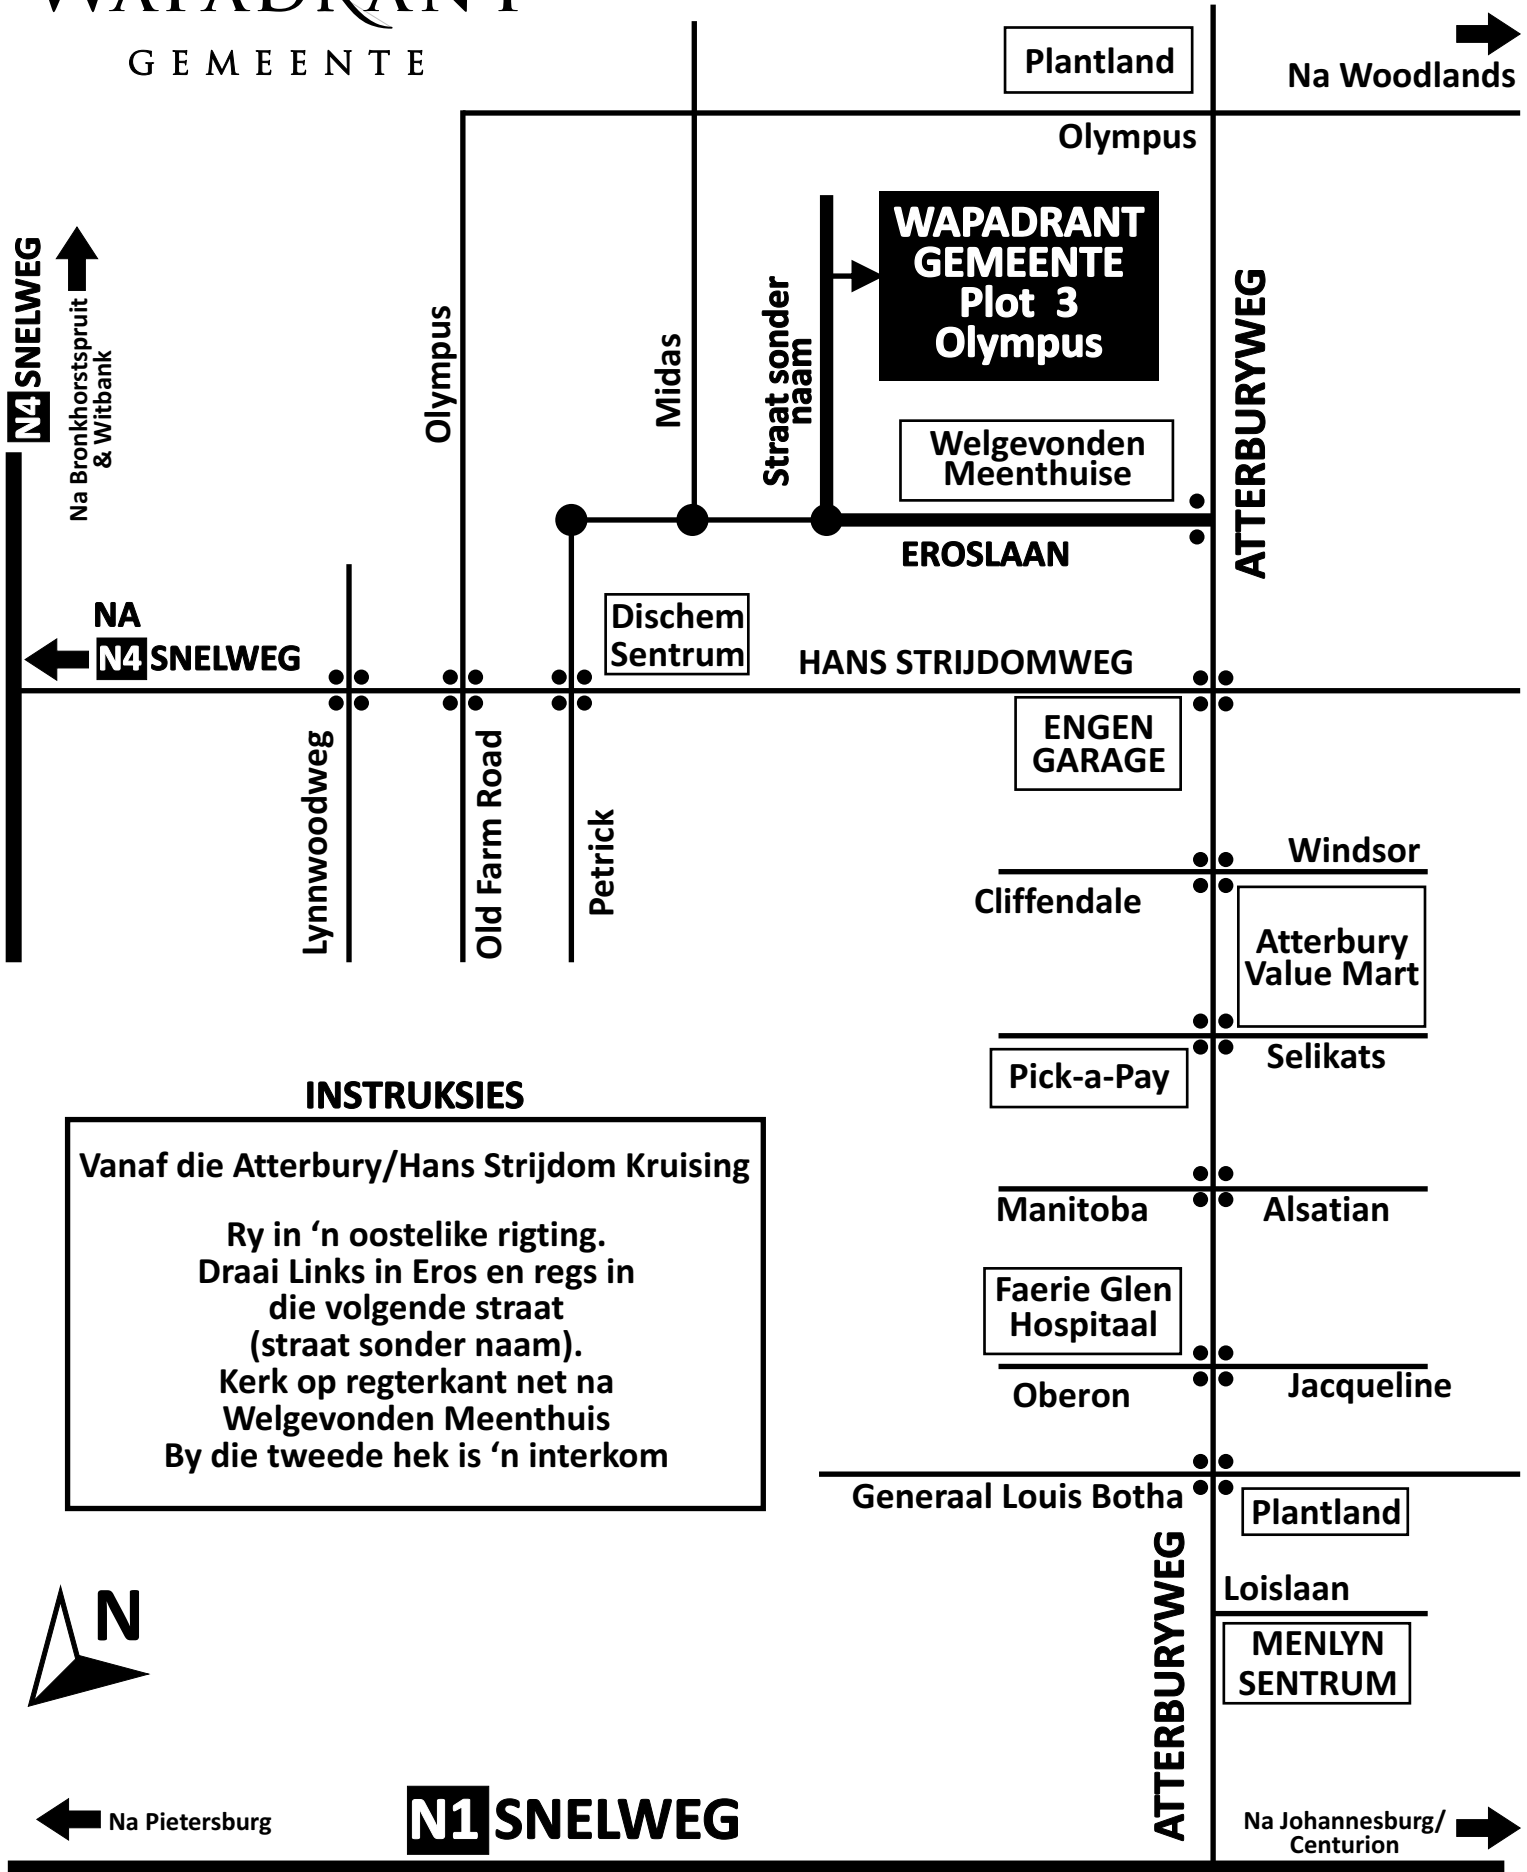 WAPADRANT
GEMEENTE
Plantland
Na Woodlands
Olympus
WAPADRANT
GEMEENTE
Plot 3
Olympus
N4 SNELWEG
Na Bronkhorstspruit
& Witbank
Olympus
Midas
Straat sonder
naam
ATTERBURYWEG
Welgevonden
Meenthuise
EROSLAAN
NA
N4 SNELWEG
Dischem
Sentrum
HANS STRIJDOMWEG
ENGEN
GARAGE
Lynnwoodweg
Old Farm Road
Petrick
Windsor
Cliffendale
Atterbury
Value Mart
Selikats
Pick-a-Pay
Manitoba
Alsatian
Faerie Glen
Hospitaal
Oberon
Jacqueline
Generaal Louis Botha
Plantland
INSTRUKSIES
Vanaf die Atterbury/Hans Strijdom Kruising
Ry in ‘n oostelike rigting.
Draai Links in Eros en regs in
die volgende straat
(straat sonder naam).
Kerk op regterkant net na
Welgevonden Meenthuis
By die tweede hek is ‘n interkom
ATTERBURYWEG
Loislaan
MENLYN
SENTRUM
N
Na Pietersburg
N1 SNELWEG
Na Johannesburg/
Centurion